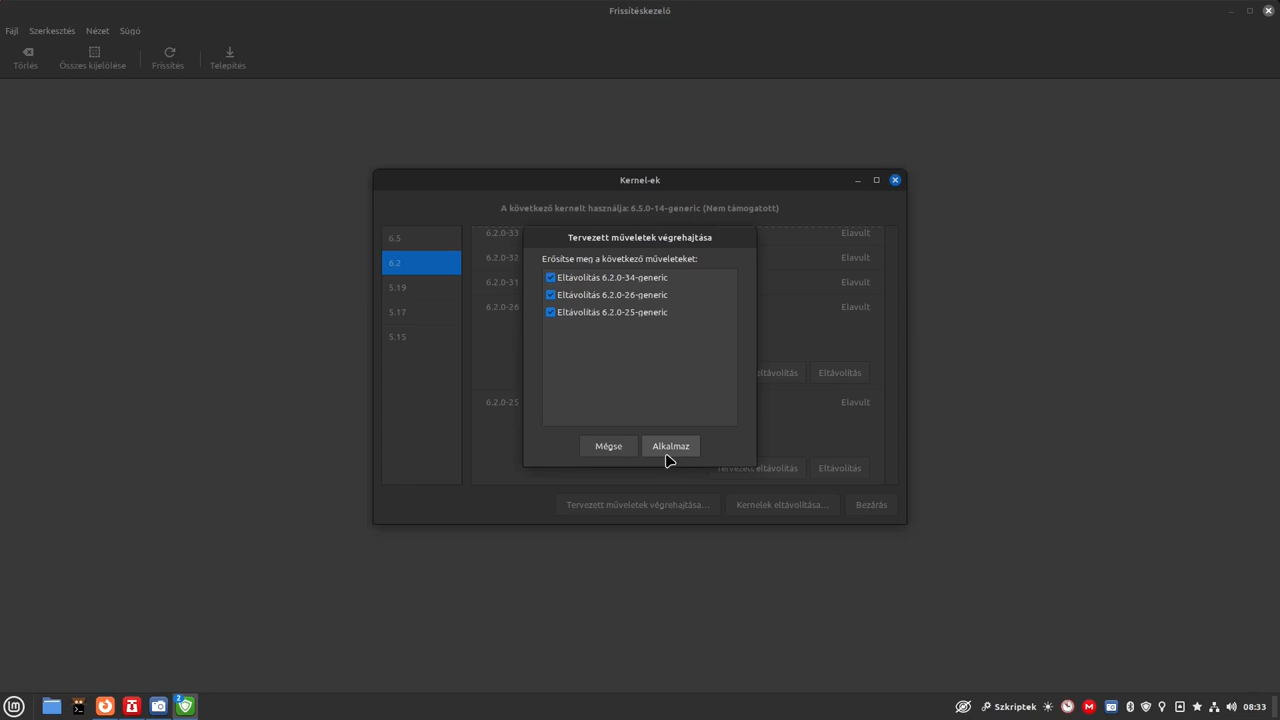 Frissítéskezelő
Fájl Szerkesztés Nézet Súgó
Törlés Összes kijelölése Frissítés Telepítés
Kernel-ek
A következő kernelt használja: 6.5.0-14-generic (Nem támogatott)
6.5
6.2
5.19
5.17
5.15
6.2.0-33 Elavult
6.2.0-32 Elavult
6.2.0-31 Elavult
6.2.0-26 Elavult
eltávolítás Eltávolítás
6.2.0-25 Elavult
Tervezett eltávolítás Eltávolítás
Tervezett műveletek végrehajtása
Erősítse meg a következő műveleteket:
Eltávolítás 6.2.0-34-generic
Eltávolítás 6.2.0-26-generic
Eltávolítás 6.2.0-25-generic
Mégse Alkalmaz
Tervezett műveletek végrehajtása... Kernelek eltávolítása... Bezárás
2
Szkriptek 08:33